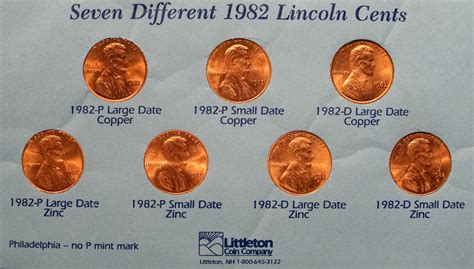 Seven Different 1982 Lincoln Cents
1982-P Large Date
Copper
1982-P Small Date
Copper
1982-D Large Date
Copper
1982-P Large Date
Zinc
1982-P Small Date
Zinc
1982-D Large Date
Zinc
1982-D Small Date
Zinc
Philadelphia – no P mint mark
Littleton
Coin Company
Littleton, NH 1-800-645-3122